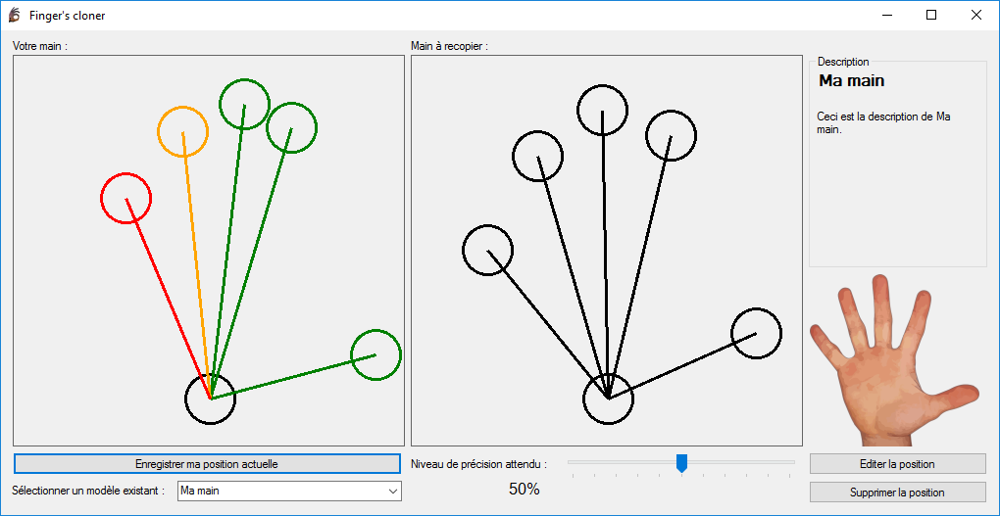 Finger's cloner
Votre main :
Main à recopier :
Description
Ma main
Ceci est la description de Ma
main.
Enregistrer ma position actuelle
Niveau de précision attendu :
Editer la position
Sélectionner un modèle existant :
Ma main
50%
Supprimer la position